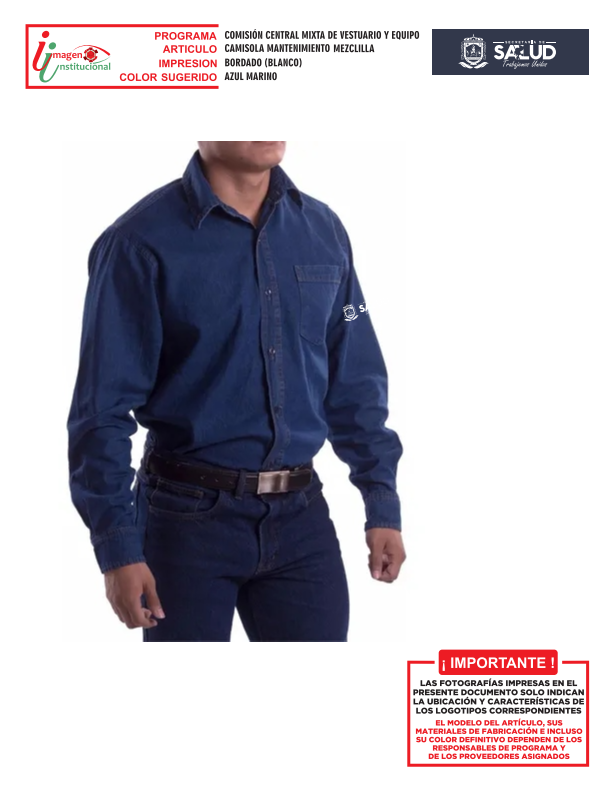 imagen
institucional
PROGRAMA COMISIÓN CENTRAL MIXTA DE VESTUARIO Y EQUIPO
ARTICULO CAMISOLA MANTENIMIENTO MEZCLILLA
IMPRESION BORDADO (BLANCO)
COLOR SUGERIDO AZUL MARINO
SECRETARÍA DE
SALUD
Trabajamos Unidos
¡ IMPORTANTE !
LAS FOTOGRAFÍAS IMPRESAS EN EL
PRESENTE DOCUMENTO SOLO INDICAN
LA UBICACIÓN Y CARACTERÍSTICAS DE
LOS LOGOTIPOS CORRESPONDIENTES
EL MODELO DEL ARTÍCULO, SUS
MATERIALES DE FABRICACIÓN E INCLUSO
SU COLOR DEFINITIVO DEPENDEN DE LOS
RESPONSABLES DE PROGRAMA Y
DE LOS PROVEEDORES ASIGNADOS